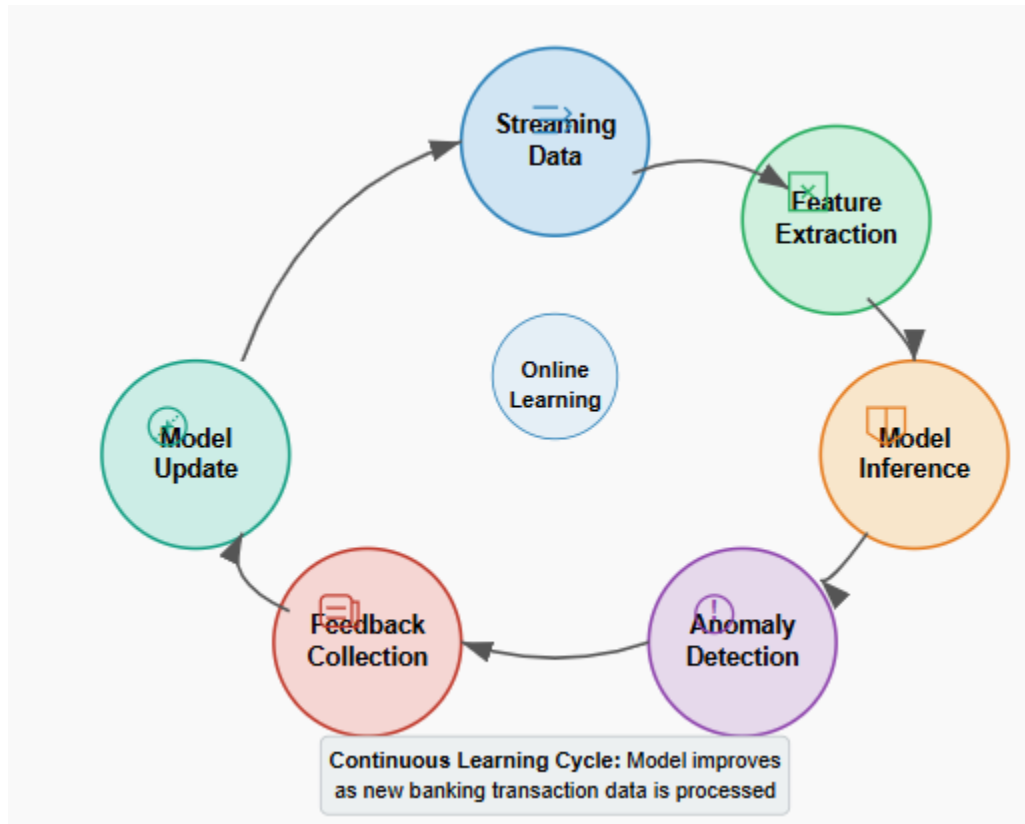 Streaming
Data
Feature
Extraction
Online
Learning
Model
Update
Model
Inference
Feedback
Collection
Anomaly
Detection
Continuous Learning Cycle: Model improves
as new banking transaction data is processed